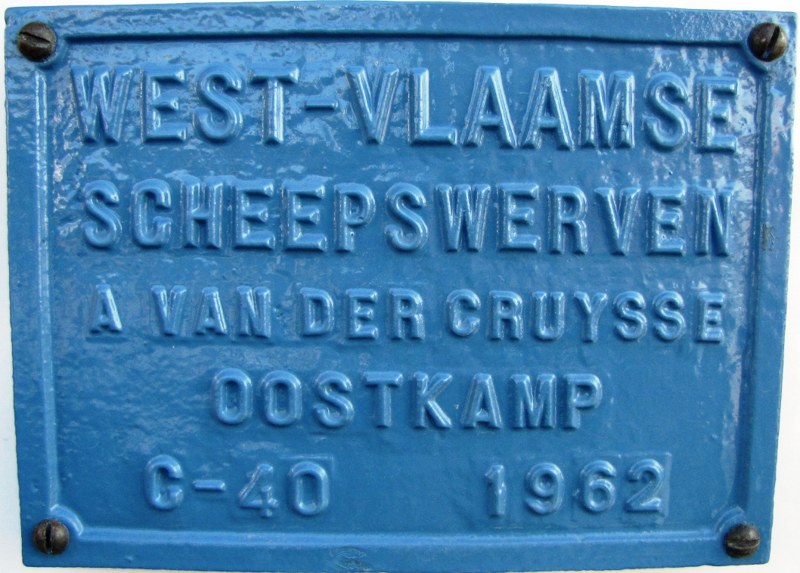 WEST-VLAAMSE
SCHEEPSWERVEN
A VAN DER CRUYSSE
OOSTKAMP
C-40 1962